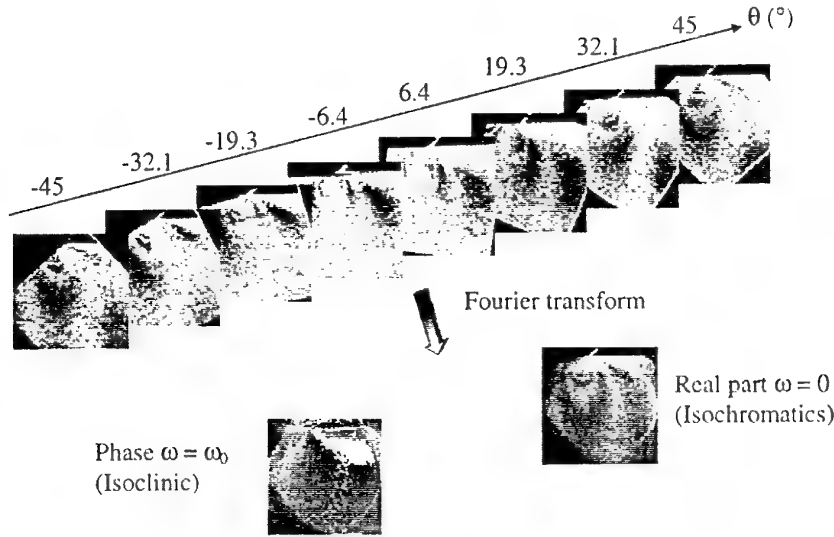 θ (°)
45
32.1
19.3
6.4
-6.4
-19.3
-32.1
-45
Fourier transform
Real part ω = 0
(Isochromatics)
Phase ω = ω₀
(Isoclinic)